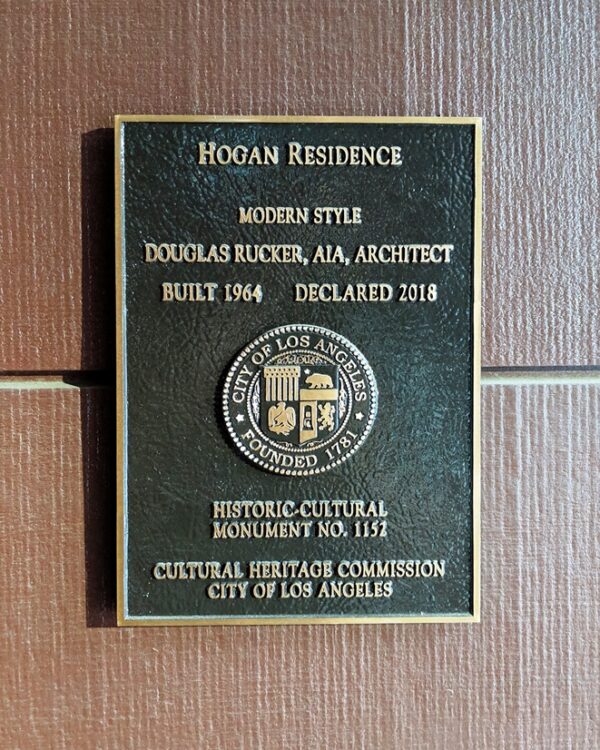 HOGAN RESIDENCE
MODERN STYLE
DOUGLAS RUCKER, AIA, ARCHITECT
BUILT 1964 DECLARED 2018
CITY OF LOS ANGELES
FOUNDED 1781
HISTORIC-CULTURAL
MONUMENT NO. 1152
CULTURAL HERITAGE COMMISSION
CITY OF LOS ANGELES